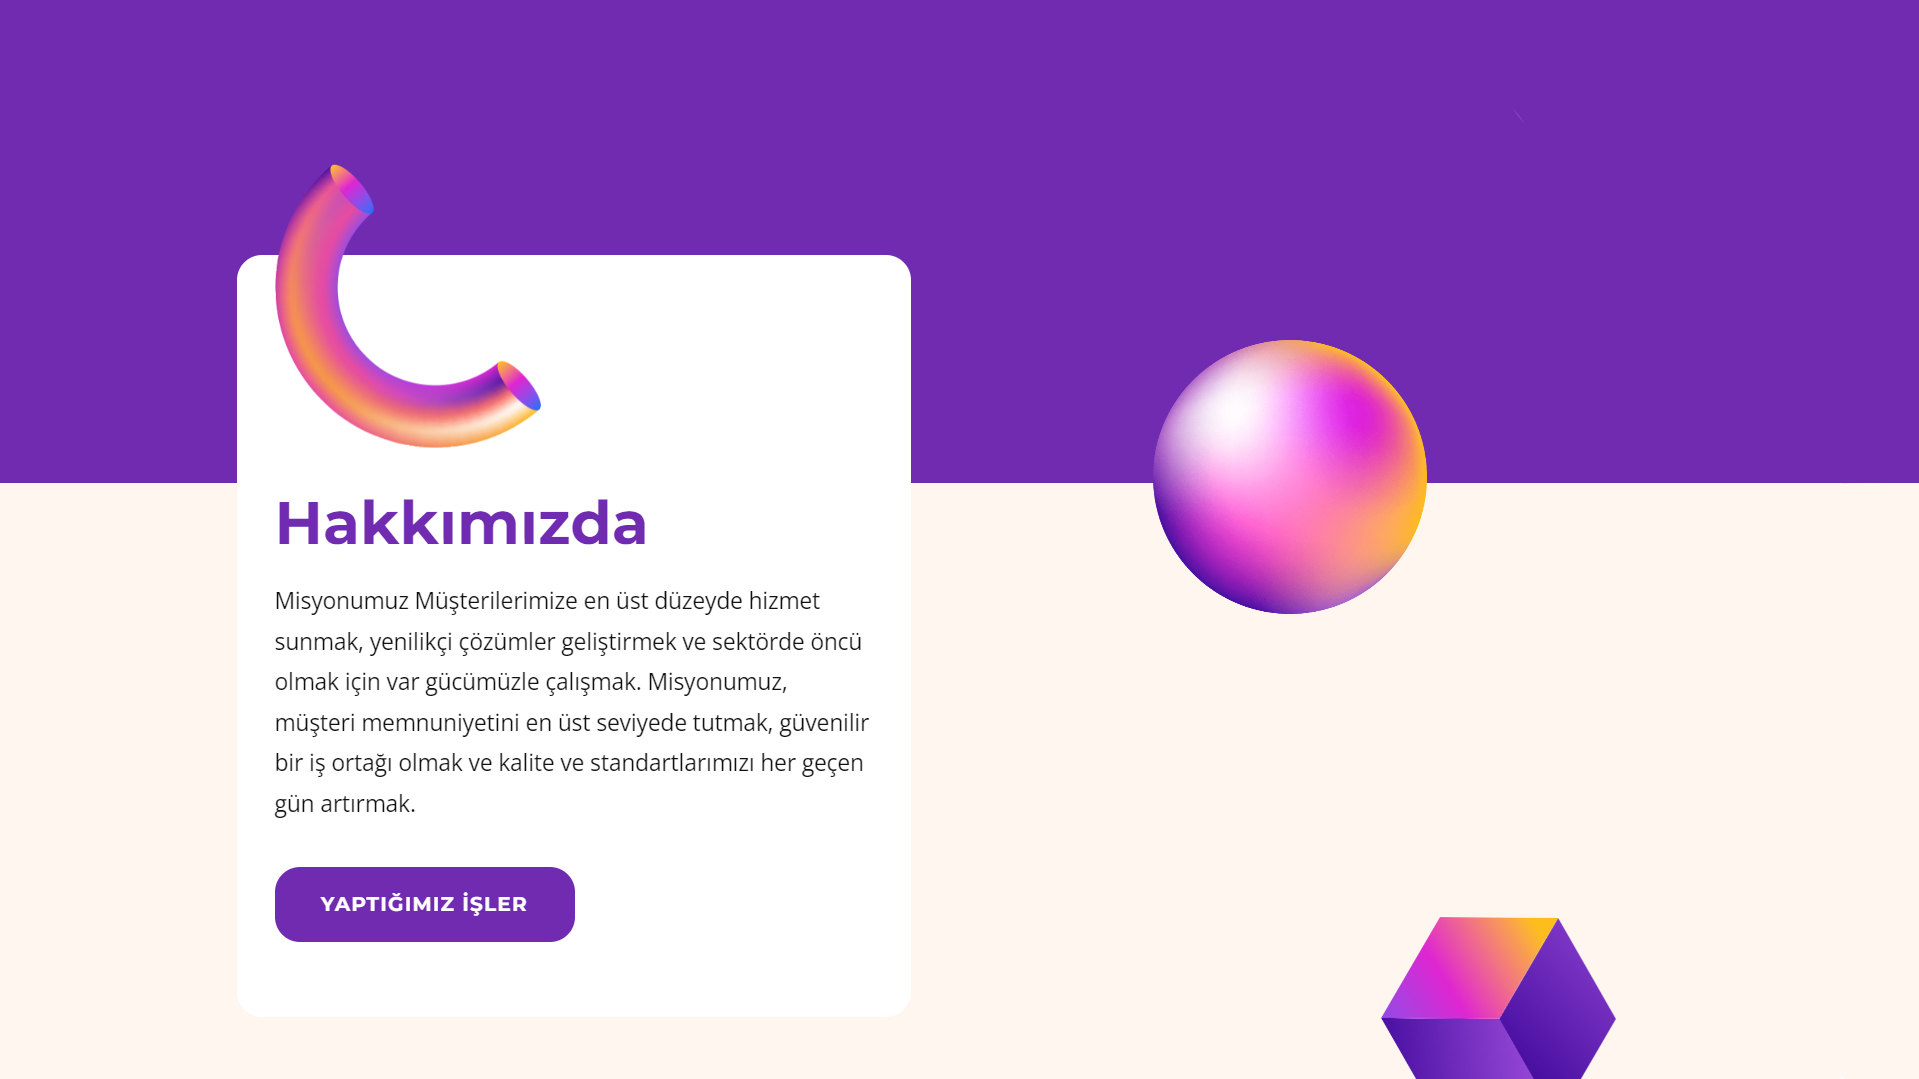 Hakkımızda
Misyonumuz Müşterilerimize en üst düzeyde hizmet
sunmak, yenilikçi çözümler geliştirmek ve sektörde öncü
olmak için var gücümüzle çalışmak. Misyonumuz,
müşteri memnuniyetini en üst seviyede tutmak, güvenilir
bir iş ortağı olmak ve kalite ve standartlarımızı her geçen
gün artırmak.
YAPTIĞIMIZ İŞLER